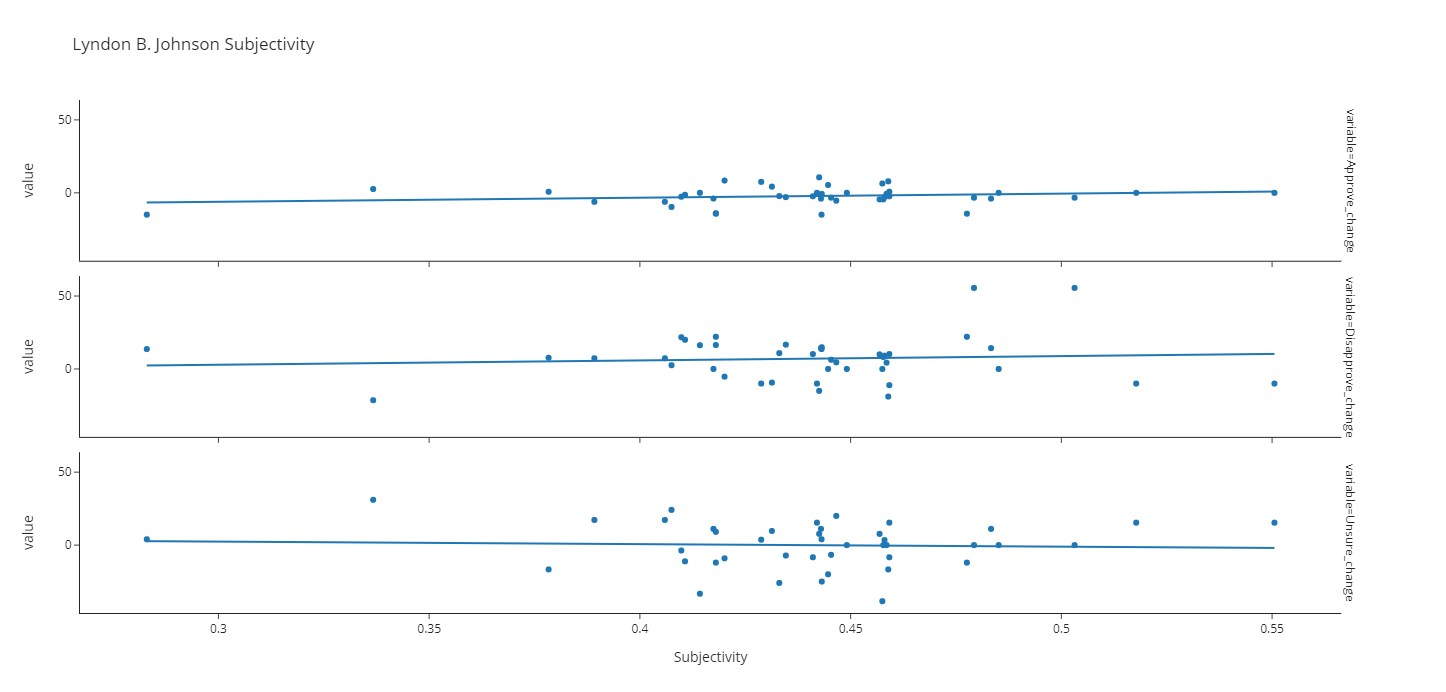 Lyndon B. Johnson Subjectivity
50
0
value
variable=Approve_change
50
0
value
variable=Disapprove_change
50
0
value
variable=Unsure_change
0.3 0.35 0.4 0.45 0.5 0.55
Subjectivity